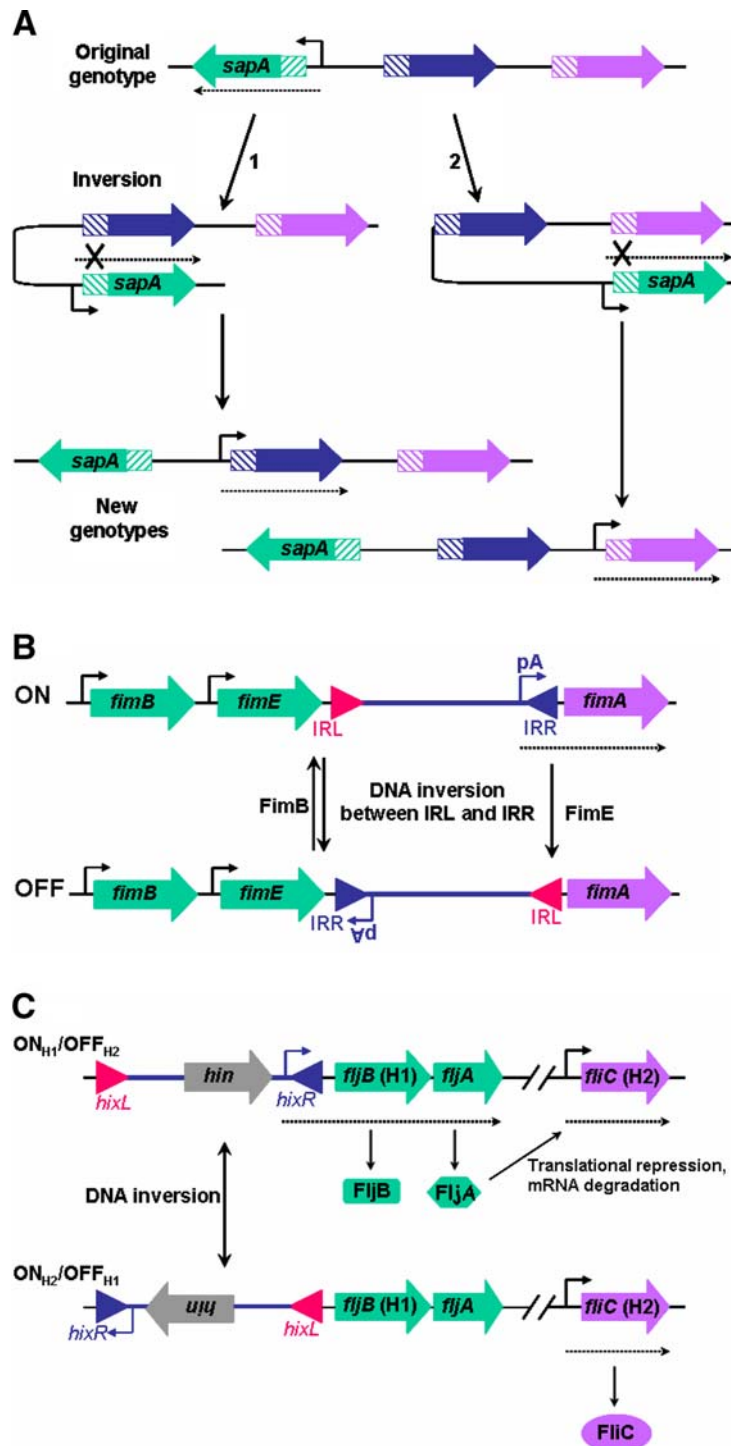 A
Original
genotype
sapA
1
2
Inversion
sapA
sapA
sapA
New
genotypes
sapA
B
ON
fimB
fimE
IRL
pA
IRR
fimA
FimB
DNA inversion
between IRL and IRR
FimE
OFF
fimB
fimE
IRR
pA
IRL
fimA
C
ONH1/OFFH2
hixL
hin
hixR
fljB (H1)
fljA
fliC (H2)
DNA inversion
FljB
FljA
Translational repression,
mRNA degradation
ONH2/OFFH1
hixR
hin
hixL
fljB (H1)
fljA
fliC (H2)
FliC